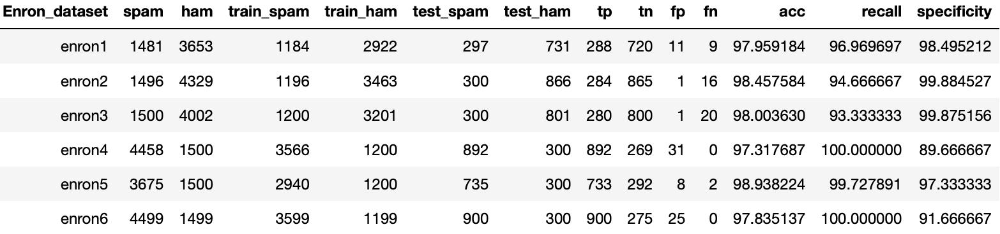 Enron_dataset spam ham train_spam train_ham test_spam test_ham tp tn fp fn acc recall specificity
enron1 1481 3653 1184 2922 297 731 288 720 11 9 97.959184 96.969697 98.495212
enron2 1496 4329 1196 3463 300 866 284 865 1 16 98.457584 94.666667 99.884527
enron3 1500 4002 1200 3201 300 801 280 800 1 20 98.003630 93.333333 99.875156
enron4 4458 1500 3566 1200 892 300 892 269 31 0 97.317687 100.000000 89.666667
enron5 3675 1500 2940 1200 735 300 733 292 8 2 98.938224 99.727891 97.333333
enron6 4499 1499 3599 1199 900 300 900 275 25 0 97.835137 100.000000 91.666667